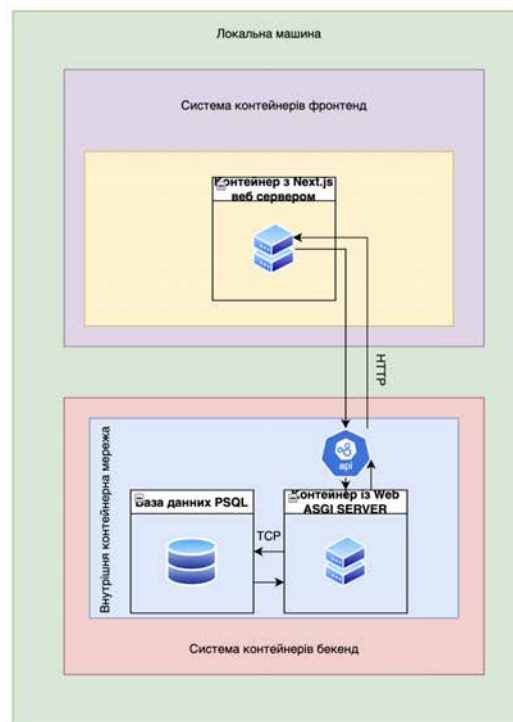 Локальна машина
Система контейнерів фронтенд
Контейнер з Next.js
веб сервером
HTTP
Внутрішня контейнерна мережа
api
База данних PSQL
Контейнер із Web
ASGI SERVER
TCP
Система контейнерів бекенд